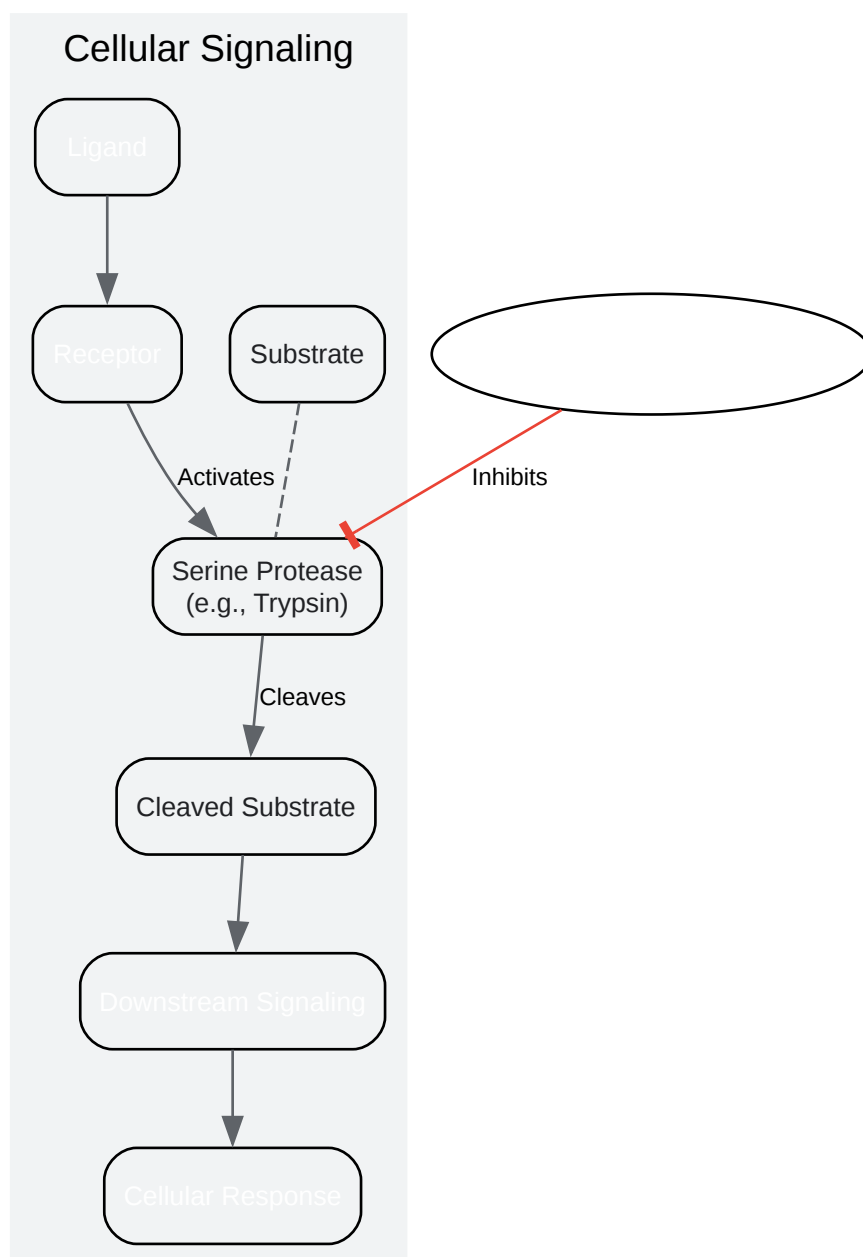 Cellular Signaling
Ligand
Receptor
Substrate
Activates
Inhibits
Serine Protease
(e.g., Trypsin)
Cleaves
Cleaved Substrate
Downstream Signaling
Cellular Response